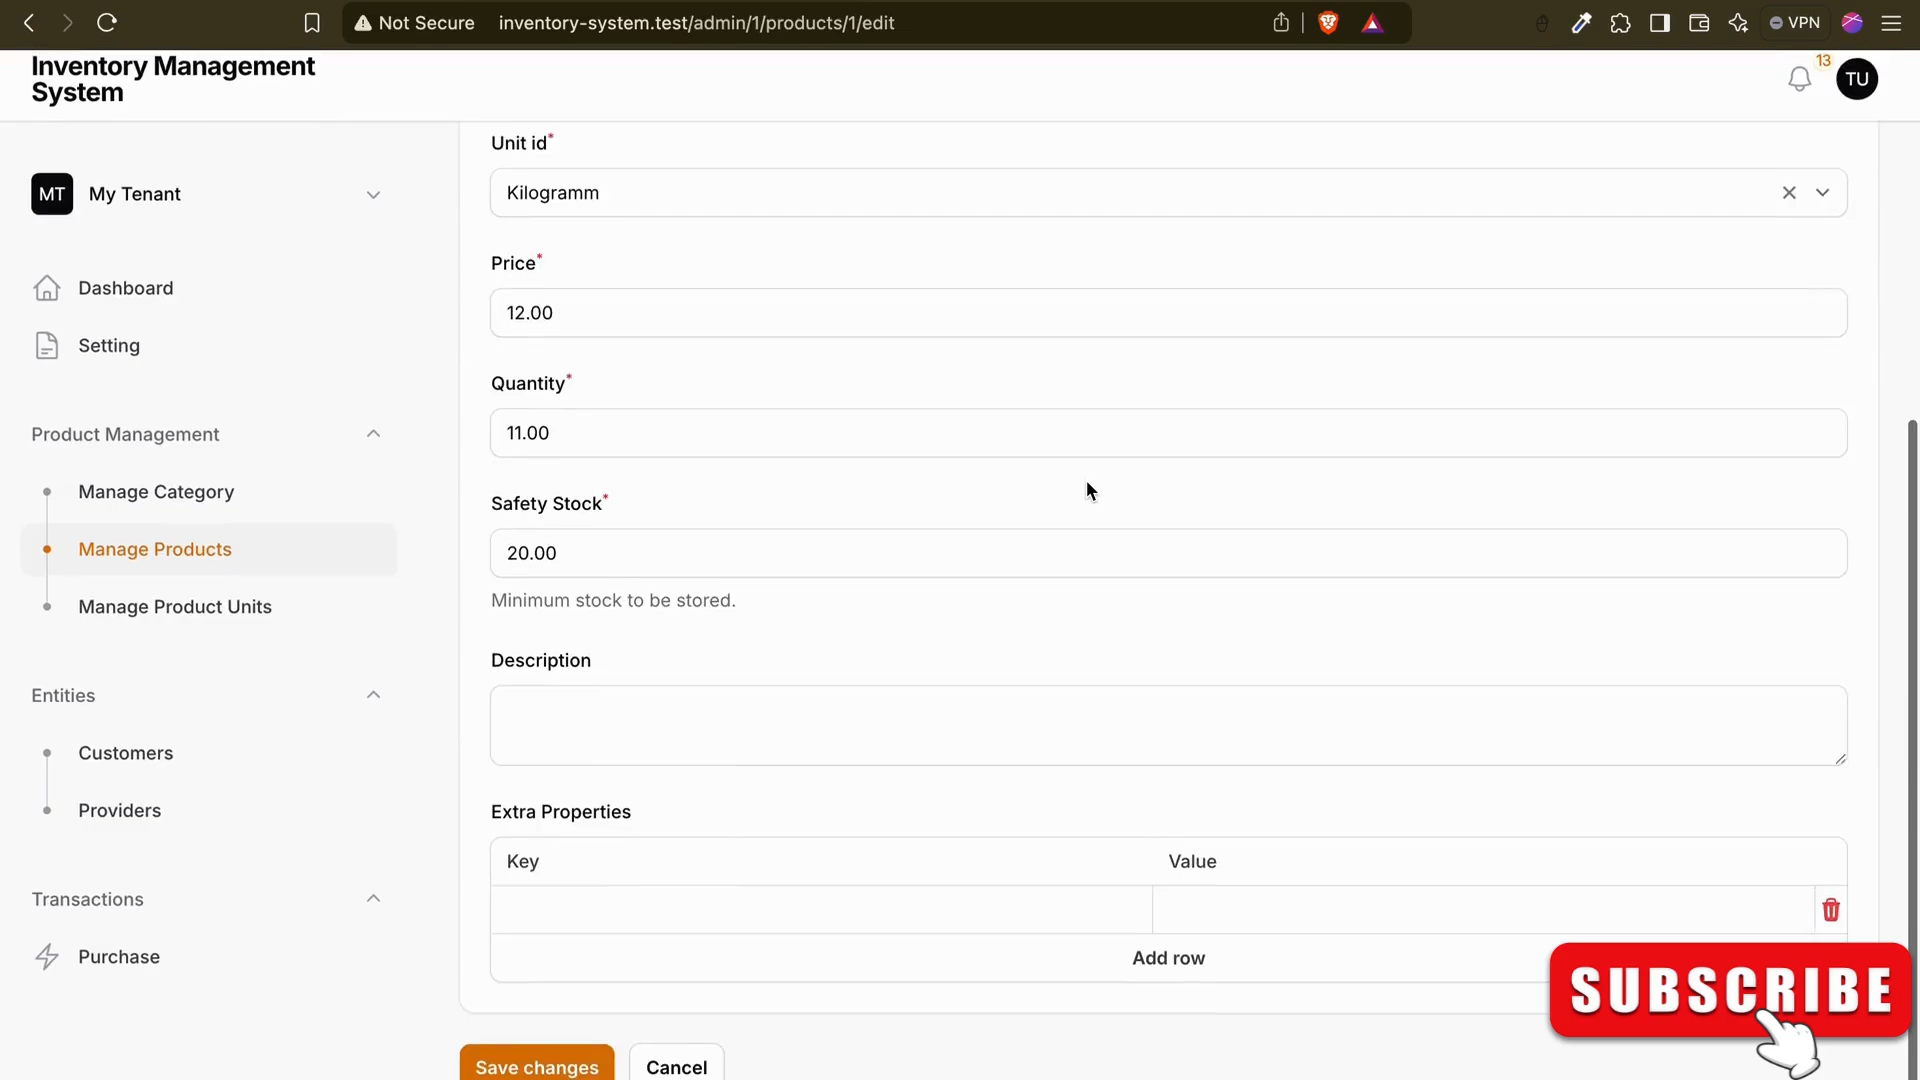 Not Secure inventory-system.test/admin/1/products/1/edit
VPN
Inventory Management
System
13
TU
MT My Tenant
Dashboard
Setting
Product Management
Manage Category
Manage Products
Manage Product Units
Entities
Customers
Providers
Transactions
Purchase
Unit id*
Kilogramm
Price*
12.00
Quantity*
11.00
Safety Stock*
20.00
Minimum stock to be stored.
Description
Extra Properties
Key Value
Add row
Save changes Cancel
SUBSCRIBE